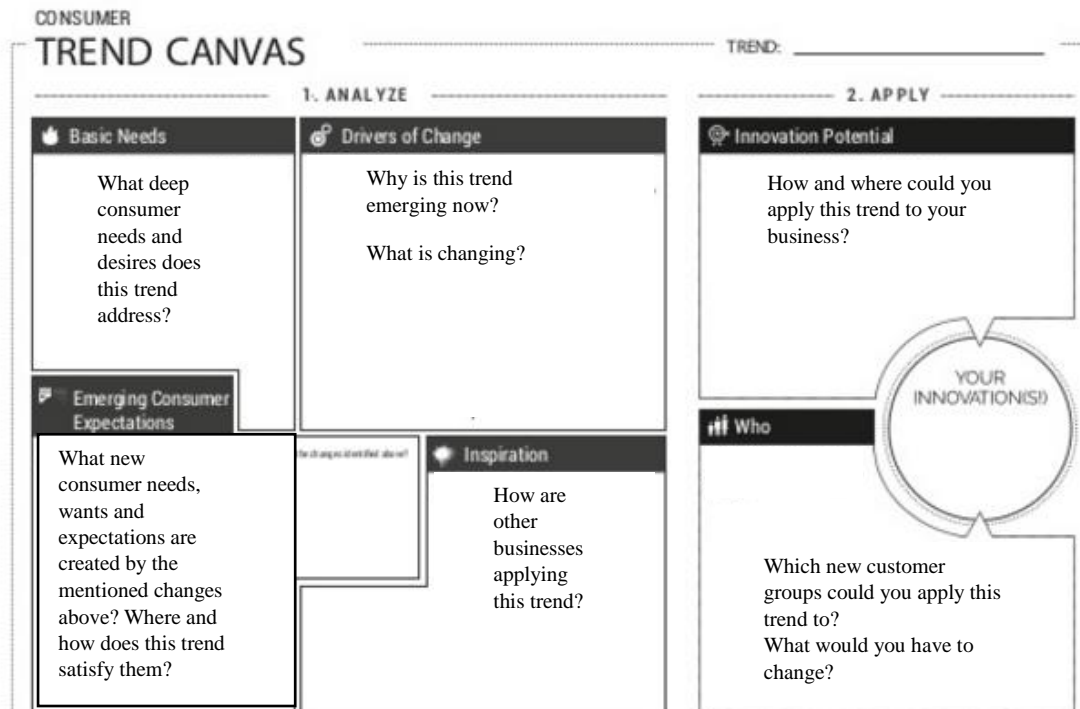 CONSUMER
TREND CANVAS
TREND:
1. ANALYZE
2. APPLY
Basic Needs
What deep
consumer
needs and
desires does
this trend
address?
Drivers of Change
Why is this trend
emerging now?
What is changing?
Emerging Consumer
Expectations
What new
consumer needs,
wants and
expectations are
created by the
mentioned changes
above? Where and
how does this trend
satisfy them?
the changes identified above?
Inspiration
How are
other
businesses
applying
this trend?
Innovation Potential
How and where could you
apply this trend to your
business?
YOUR
INNOVATION(S!)
Who
Which new customer
groups could you apply this
trend to?
What would you have to
change?